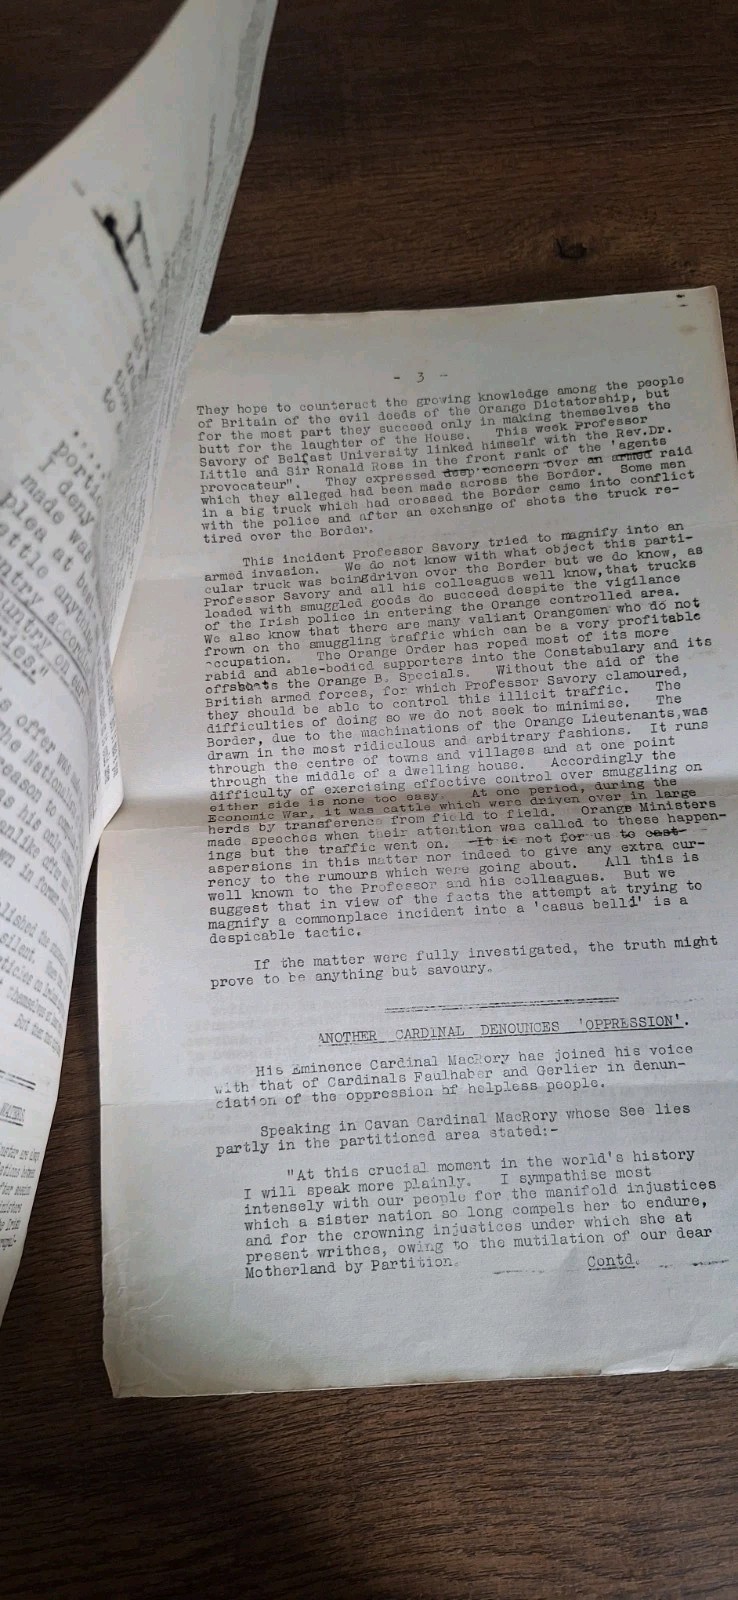 - 3 -
They hope to counteract the growing knowledge among the people
of Britain of the evil deeds of the Orange Dictatorship, but
for the most part they succeed only in making themselves the
butt for the laughter of the House. This week Professor
Savory of Belfast University linked himself with the Rev.Dr.
Little and Sir Ronald Ross in the front rank of the 'agents
provocateur". They expressed deep concern over an armed raid
which they alleged had been made across the Border. Some men
in a big truck which had crossed the Border came into conflict
with the police and after an exchange of shots the truck re-
tired over the Border.
This incident Professor Savory tried to magnify into an
armed invasion. We do not know with what object this parti-
cular truck was beingdriven over the Border but we do know, as
Professor Savory and all his colleagues well know, that trucks
loaded with smuggled goods do succeed despite the vigilance
of the Irish police in entering the Orange controlled area.
We also know that there are many valiant Orangemen who do not
frown on the smuggling traffic which can be a very profitable
occupation. The Orange Order has roped most of its more
rabid and able-bodied supporters into the Constabulary and its
offshoots the Orange B. Specials. Without the aid of the
British armed forces, for which Professor Savory clamoured,
they should be able to control this illicit traffic. The
difficulties of doing so we do not seek to minimise. The
Border, due to the machinations of the Orange Lieutenants,was
drawn in the most ridiculous and arbitrary fashions. It runs
through the centre of towns and villages and at one point
through the middle of a dwelling house. Accordingly the
difficulty of exercising effective control over smuggling on
either side is none too easy. At one period, during the
Economic War, it was cattle which were driven over in large
herds by transference from field to field. Orange Ministers
made speeches when their attention was called to these happen-
ings but the traffic went on. It is not for us to cast
aspersions in this matter nor indeed to give any extra cur-
rency to the rumours which were going about. All this is
well known to the Professor and his colleagues. But we
suggest that in view of the facts the attempt at trying to
magnify a commonplace incident into a 'casus belli' is a
despicable tactic.
If the matter were fully investigated, the truth might
prove to be anything but savoury.
ANOTHER CARDINAL DENOUNCES 'OPPRESSION'.
His Eminence Cardinal MacRory has joined his voice
with that of Cardinals Faulhaber and Gerlier in denun-
ciation of the oppression of helpless people.
Speaking in Cavan Cardinal MacRory whose See lies
partly in the partitioned area stated:-
"At this crucial moment in the world's history
I will speak more plainly. I sympathise most
intensely with our people for the manifold injustices
which a sister nation so long compels her to endure,
and for the crowning injustices under which she at
present writhes, owing to the mutilation of our dear
Motherland by Partition.
Contd.
I deny
made
plea at